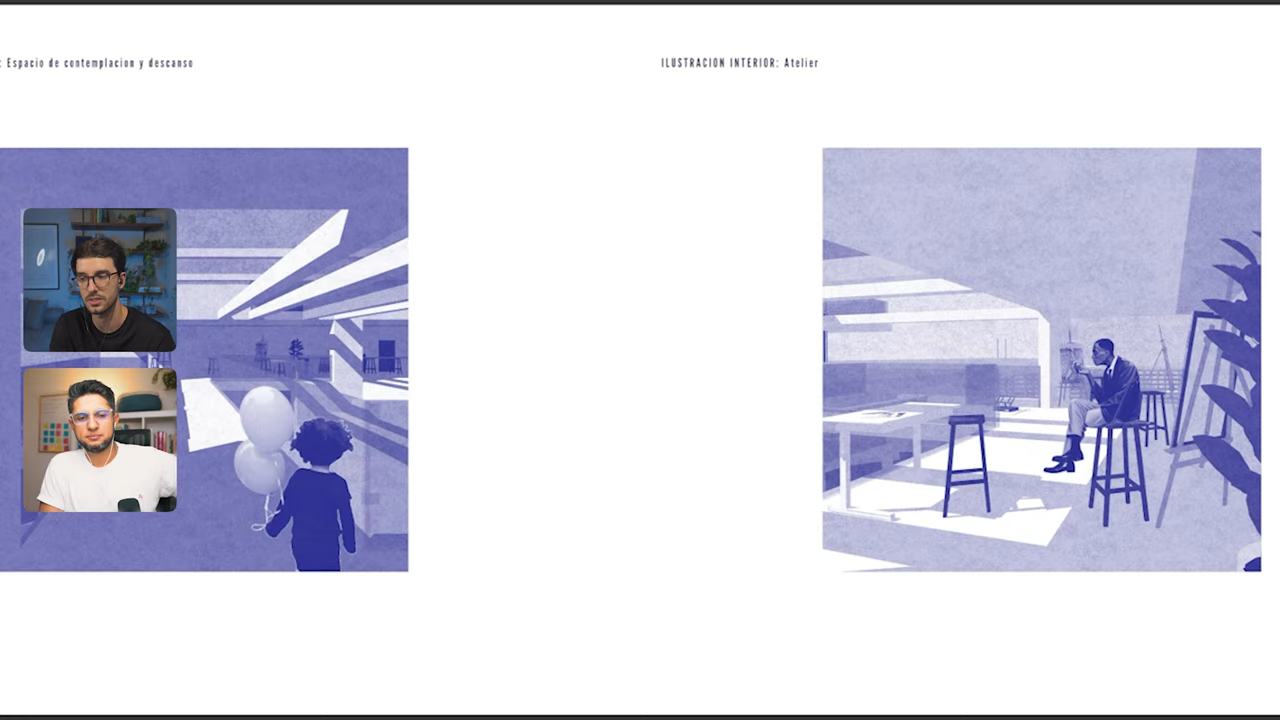 : Espacio de contemplacion y descanso
ILUSTRACION INTERIOR: Atelier